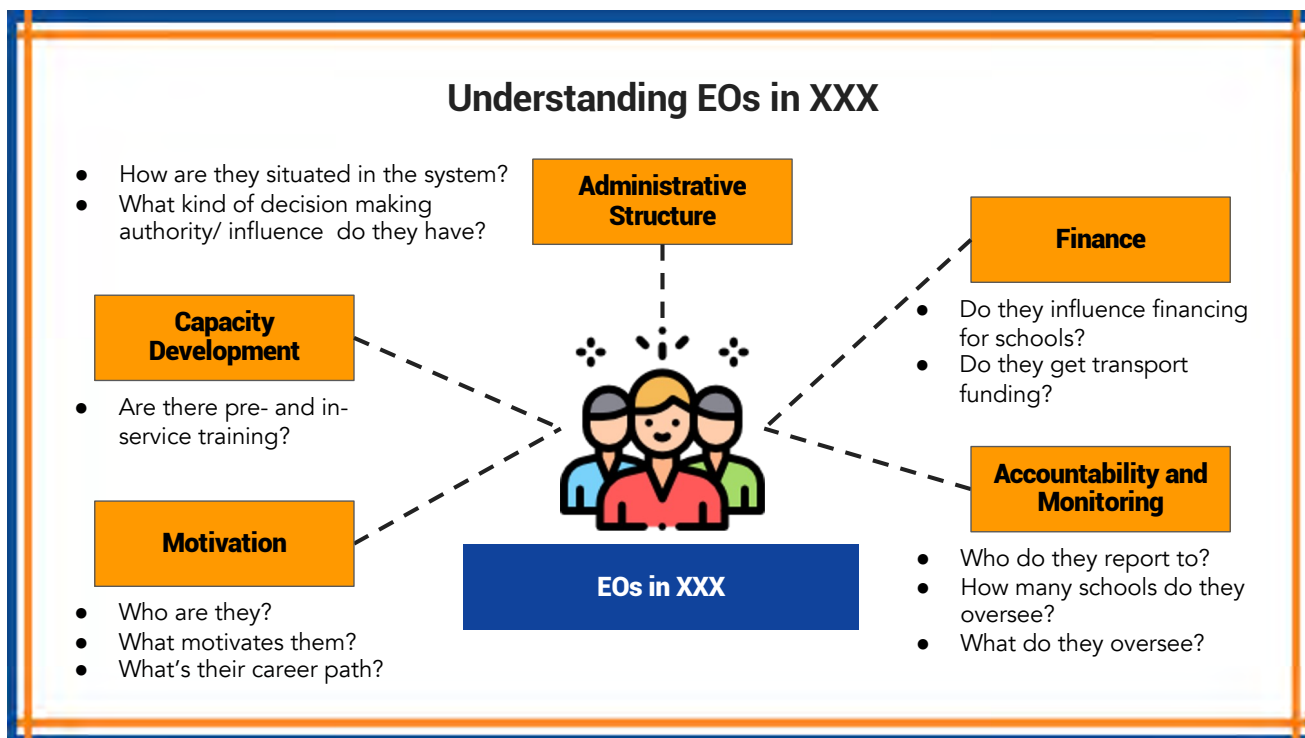 Understanding EOs in XXX
● How are they situated in the system?
● What kind of decision making
authority/ influence do they have?
Administrative
Structure
Finance
● Do they influence financing
for schools?
● Do they get transport
funding?
Capacity
Development
● Are there pre- and in-
service training?
Accountability and
Monitoring
● Who do they report to?
● How many schools do they
oversee?
● What do they oversee?
Motivation
● Who are they?
● What motivates them?
● What's their career path?
EOs in XXX